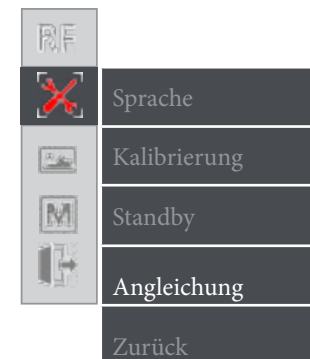 RF
Sprache
Kalibrierung
Standby
M
Angleichung
Zurück